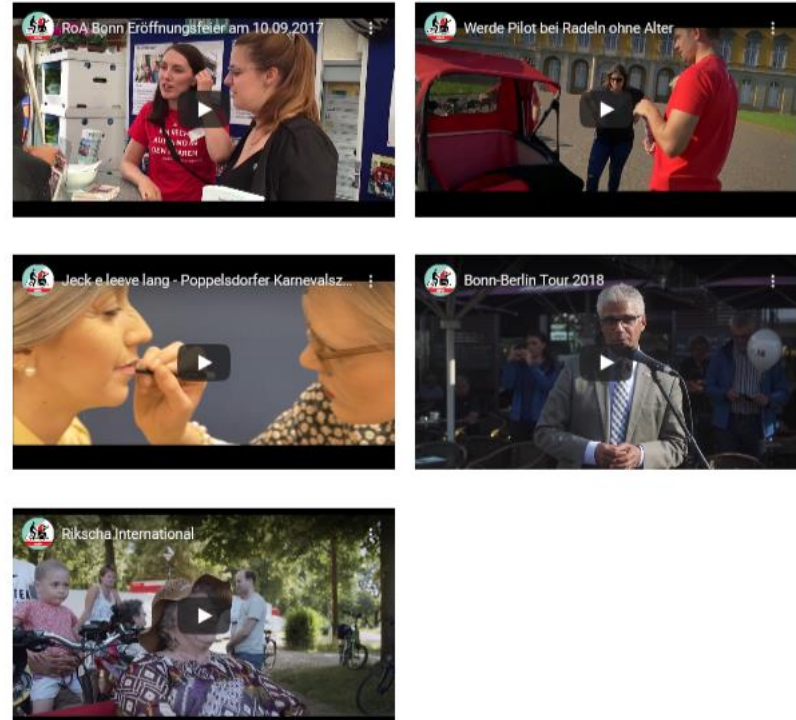 RoA Bonn Eröffnungsfeier am 10.09.2017
Werde Pilot bei Radeln ohne Alter
Jeck e leeve lang - Poppelsdorfer Karnevalsz...
Bonn-Berlin Tour 2018
Rikscha International